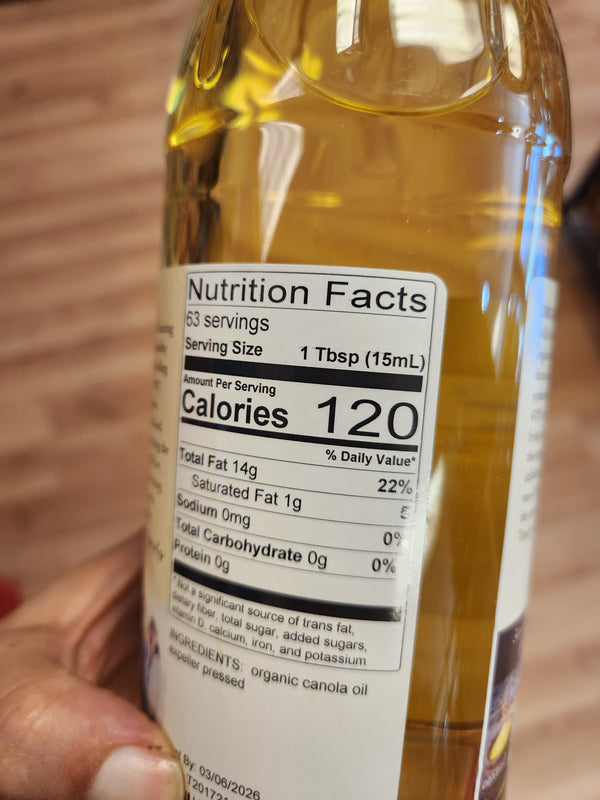 Nutrition Facts
63 servings
Serving Size 1 Tbsp (15mL)
Amount Per Serving
Calories 120
% Daily Value*
Total Fat 14g 22%
Saturated Fat 1g
Sodium 0mg 0%
Total Carbohydrate 0g 0%
Protein 0g
* Not a significant source of trans fat,
dietary fiber, total sugar, added sugars,
vitamin D, calcium, iron, and potassium
INGREDIENTS: organic canola oil
expeller pressed
By: 03/06/2026